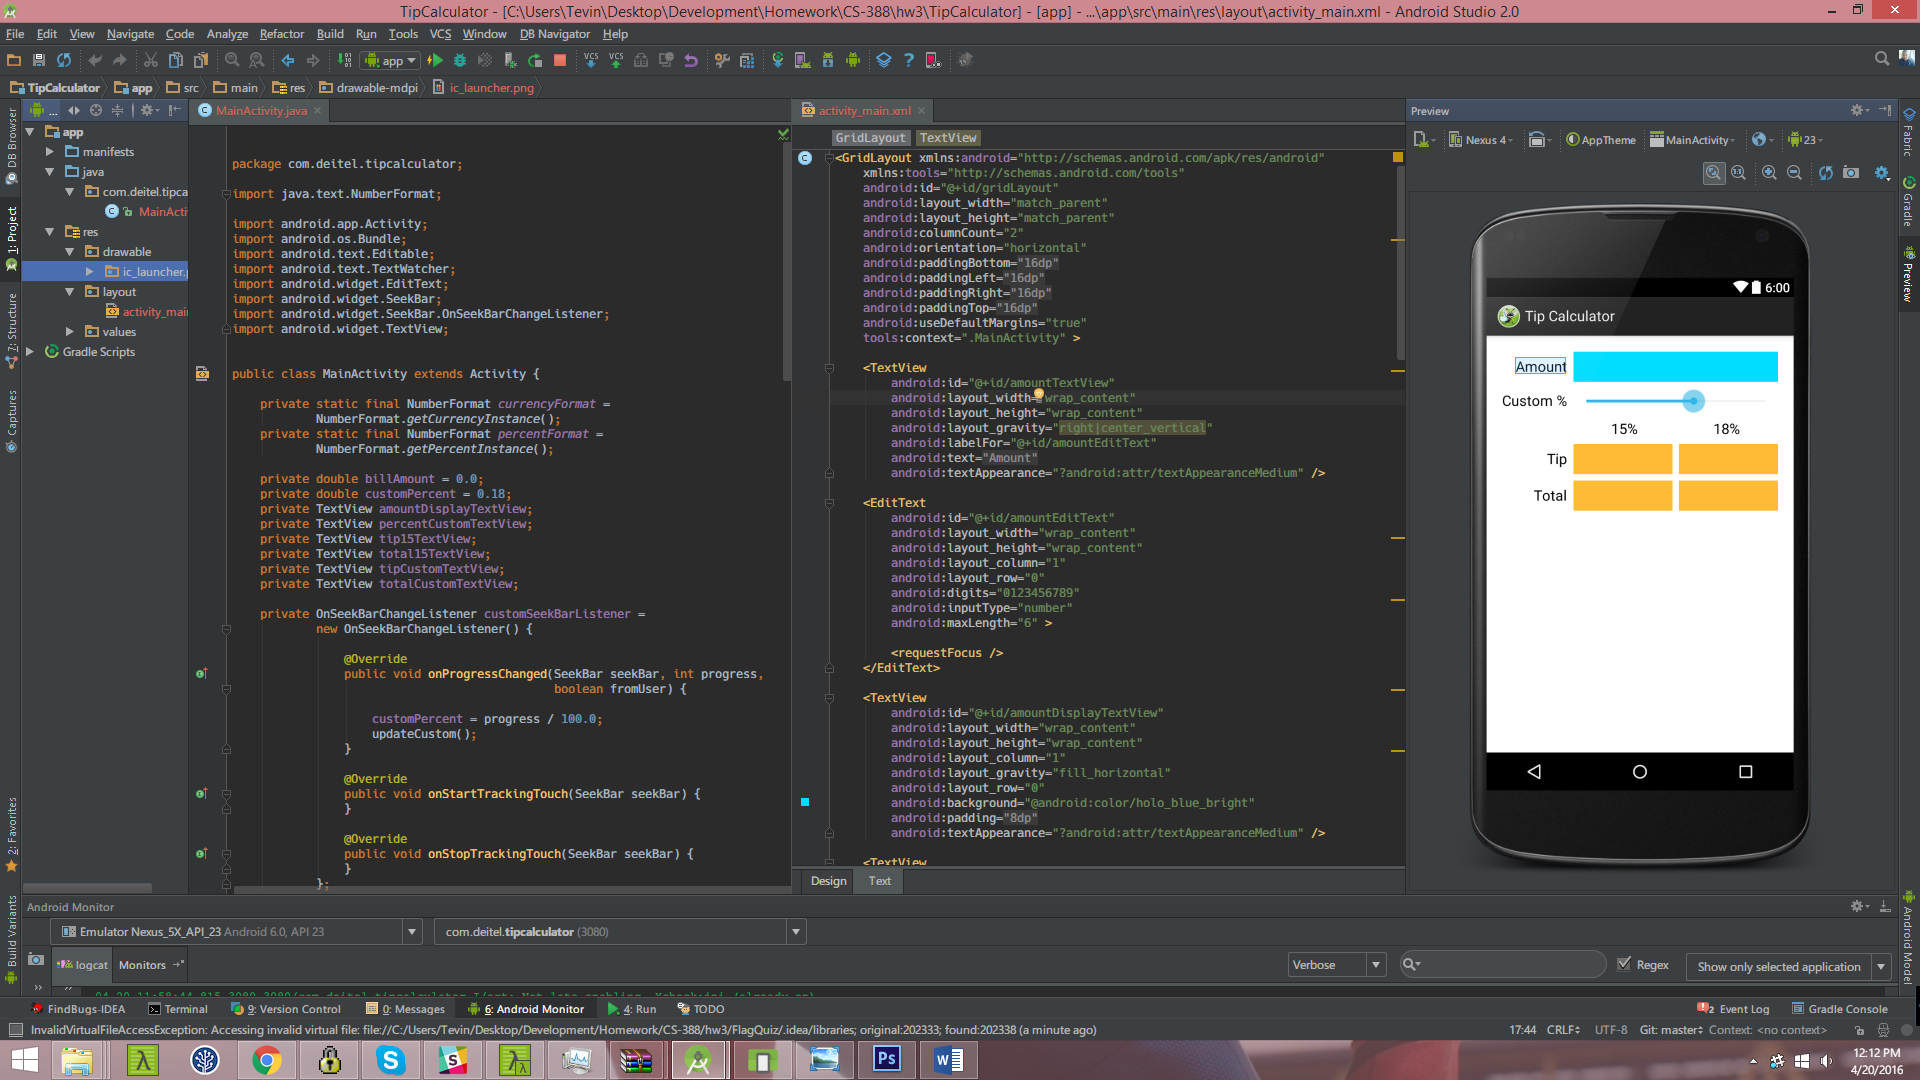 TipCalculator - [C:\Users\Tevin\Desktop\Development\Homework\CS-388\hw3\TipCalculator] - [app] - ...\app\src\main\res\layout\activity_main.xml - Android Studio 2.0
File Edit View Navigate Code Analyze Refactor Build Run Tools VCS Window DB Navigator Help
app
TipCalculator app src main res drawable-mdpi ic_launcher.png
DB Browser
1: Project
7: Structure
Captures
2: Favorites
Build Variants
app
manifests
java
com.deitel.tipca
MainActi
res
drawable
ic_launcher.
layout
activity_mai
values
Gradle Scripts
MainActivity.java
package com.deitel.tipcalculator;
import java.text.NumberFormat;
import android.app.Activity;
import android.os.Bundle;
import android.text.Editable;
import android.text.TextWatcher;
import android.widget.EditText;
import android.widget.SeekBar;
import android.widget.SeekBar.OnSeekBarChangeListener;
import android.widget.TextView;
public class MainActivity extends Activity {
private static final NumberFormat currencyFormat =
NumberFormat.getCurrencyInstance();
private static final NumberFormat percentFormat =
NumberFormat.getPercentInstance();
private double billAmount = 0.0;
private double customPercent = 0.18;
private TextView amountDisplayTextView;
private TextView percentCustomTextView;
private TextView tip15TextView;
private TextView total15TextView;
private TextView tipCustomTextView;
private TextView totalCustomTextView;
private OnSeekBarChangeListener customSeekBarListener =
new OnSeekBarChangeListener() {
@Override
public void onProgressChanged(SeekBar seekBar, int progress,
boolean fromUser) {
customPercent = progress / 100.0;
updateCustom();
}
@Override
public void onStartTrackingTouch(SeekBar seekBar) {
}
@Override
public void onStopTrackingTouch(SeekBar seekBar) {
}
};
activity_main.xml
GridLayout TextView
<GridLayout xmlns:android="http://schemas.android.com/apk/res/android"
xmlns:tools="http://schemas.android.com/tools"
android:id="@+id/gridLayout"
android:layout_width="match_parent"
android:layout_height="match_parent"
android:columnCount="2"
android:orientation="horizontal"
android:paddingBottom="16dp"
android:paddingLeft="16dp"
android:paddingRight="16dp"
android:paddingTop="16dp"
android:useDefaultMargins="true"
tools:context=".MainActivity" >
<TextView
android:id="@+id/amountTextView"
android:layout_width="wrap_content"
android:layout_height="wrap_content"
android:layout_gravity="right|center_vertical"
android:labelFor="@+id/amountEditText"
android:text="Amount"
android:textAppearance="?android:attr/textAppearanceMedium" />
<EditText
android:id="@+id/amountEditText"
android:layout_width="wrap_content"
android:layout_height="wrap_content"
android:layout_column="1"
android:layout_row="0"
android:digits="0123456789"
android:inputType="number"
android:maxLength="6" >
<requestFocus />
</EditText>
<TextView
android:id="@+id/amountDisplayTextView"
android:layout_width="wrap_content"
android:layout_height="wrap_content"
android:layout_column="1"
android:layout_gravity="fill_horizontal"
android:layout_row="0"
android:background="@android:color/holo_blue_bright"
android:padding="8dp"
android:textAppearance="?android:attr/textAppearanceMedium" />
<TextView
Design Text
Preview
Nexus 4 AppTheme MainActivity 23
6:00
Tip Calculator
Amount
Custom %
15% 18%
Tip
Total
Fabric
Gradle
Preview
Android Model
Android Monitor
Emulator Nexus_5X_API_23 Android 6.0, API 23 com.deitel.tipcalculator (3080)
logcat Monitors Verbose Regex Show only selected application
FindBugs-IDEA Terminal 9: Version Control 0: Messages 6: Android Monitor 4: Run TODO Event Log Gradle Console
InvalidVirtualFileAccessException: Accessing invalid virtual file: file://C:/Users/Tevin/Desktop/Development/Homework/CS-388/hw3/FlagQuiz/.idea/libraries; original:202333; found:202338 (a minute ago) 17:44 CRLF UTF-8 Git: master Context: <no context>
12:12 PM
4/20/2016